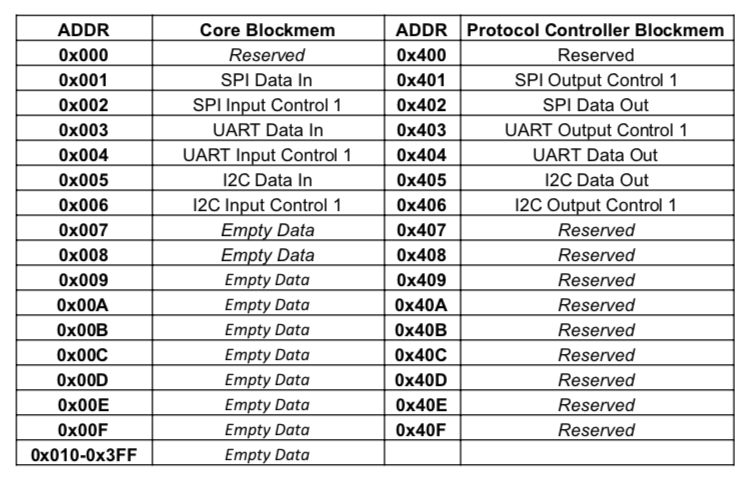 ADDR Core Blockmem ADDR Protocol Controller Blockmem
0x000 Reserved 0x400 Reserved
0x001 SPI Data In 0x401 SPI Output Control 1
0x002 SPI Input Control 1 0x402 SPI Data Out
0x003 UART Data In 0x403 UART Output Control 1
0x004 UART Input Control 1 0x404 UART Data Out
0x005 I2C Data In 0x405 I2C Data Out
0x006 I2C Input Control 1 0x406 I2C Output Control 1
0x007 Empty Data 0x407 Reserved
0x008 Empty Data 0x408 Reserved
0x009 Empty Data 0x409 Reserved
0x00A Empty Data 0x40A Reserved
0x00B Empty Data 0x40B Reserved
0x00C Empty Data 0x40C Reserved
0x00D Empty Data 0x40D Reserved
0x00E Empty Data 0x40E Reserved
0x00F Empty Data 0x40F Reserved
0x010-0x3FF Empty Data